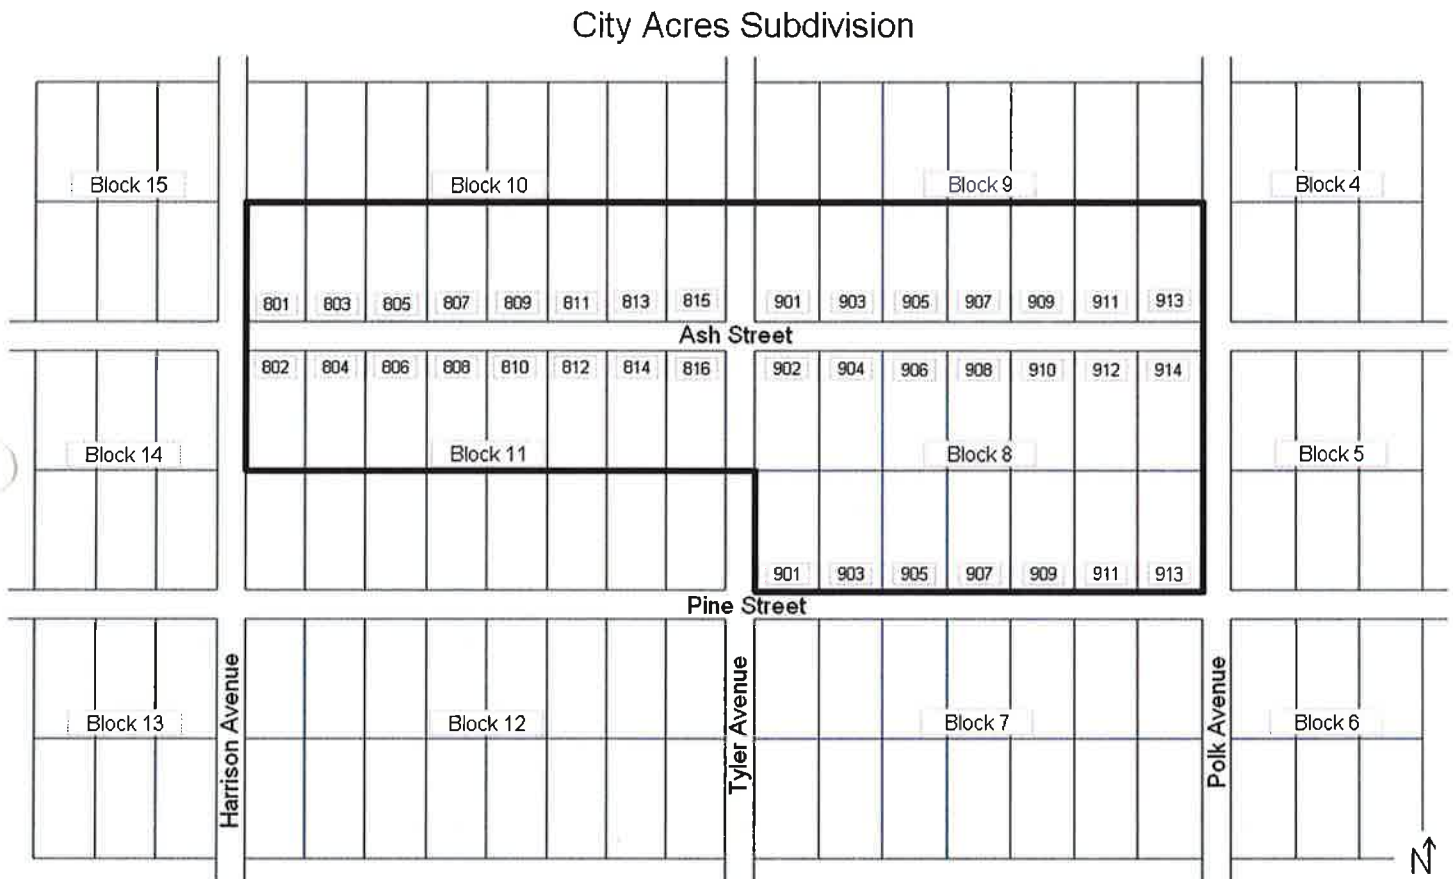 City Acres Subdivision
Block 15 Block 10 Block 9 Block 4
801 803 805 807 809 811 813 815 901 903 905 907 909 911 913
Ash Street
802 804 806 808 810 812 814 816 902 904 906 908 910 912 914
Block 14 Block 11 Block 8 Block 5
901 903 905 907 909 911 913
Pine Street
Harrison Avenue
Tyler Avenue
Polk Avenue
Block 13 Block 12 Block 7 Block 6
N